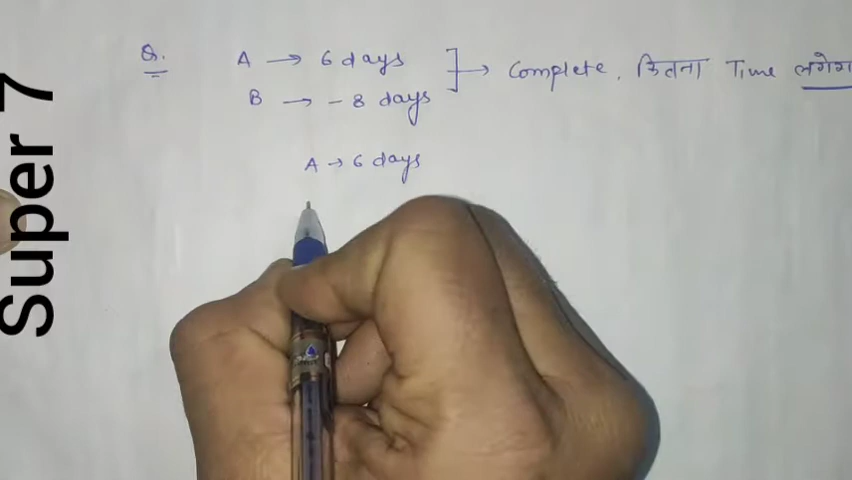 Super 7
Q. A → 6 days ] → Complete, कितना Time लगेगा
B → - 8 days
A → 6 days